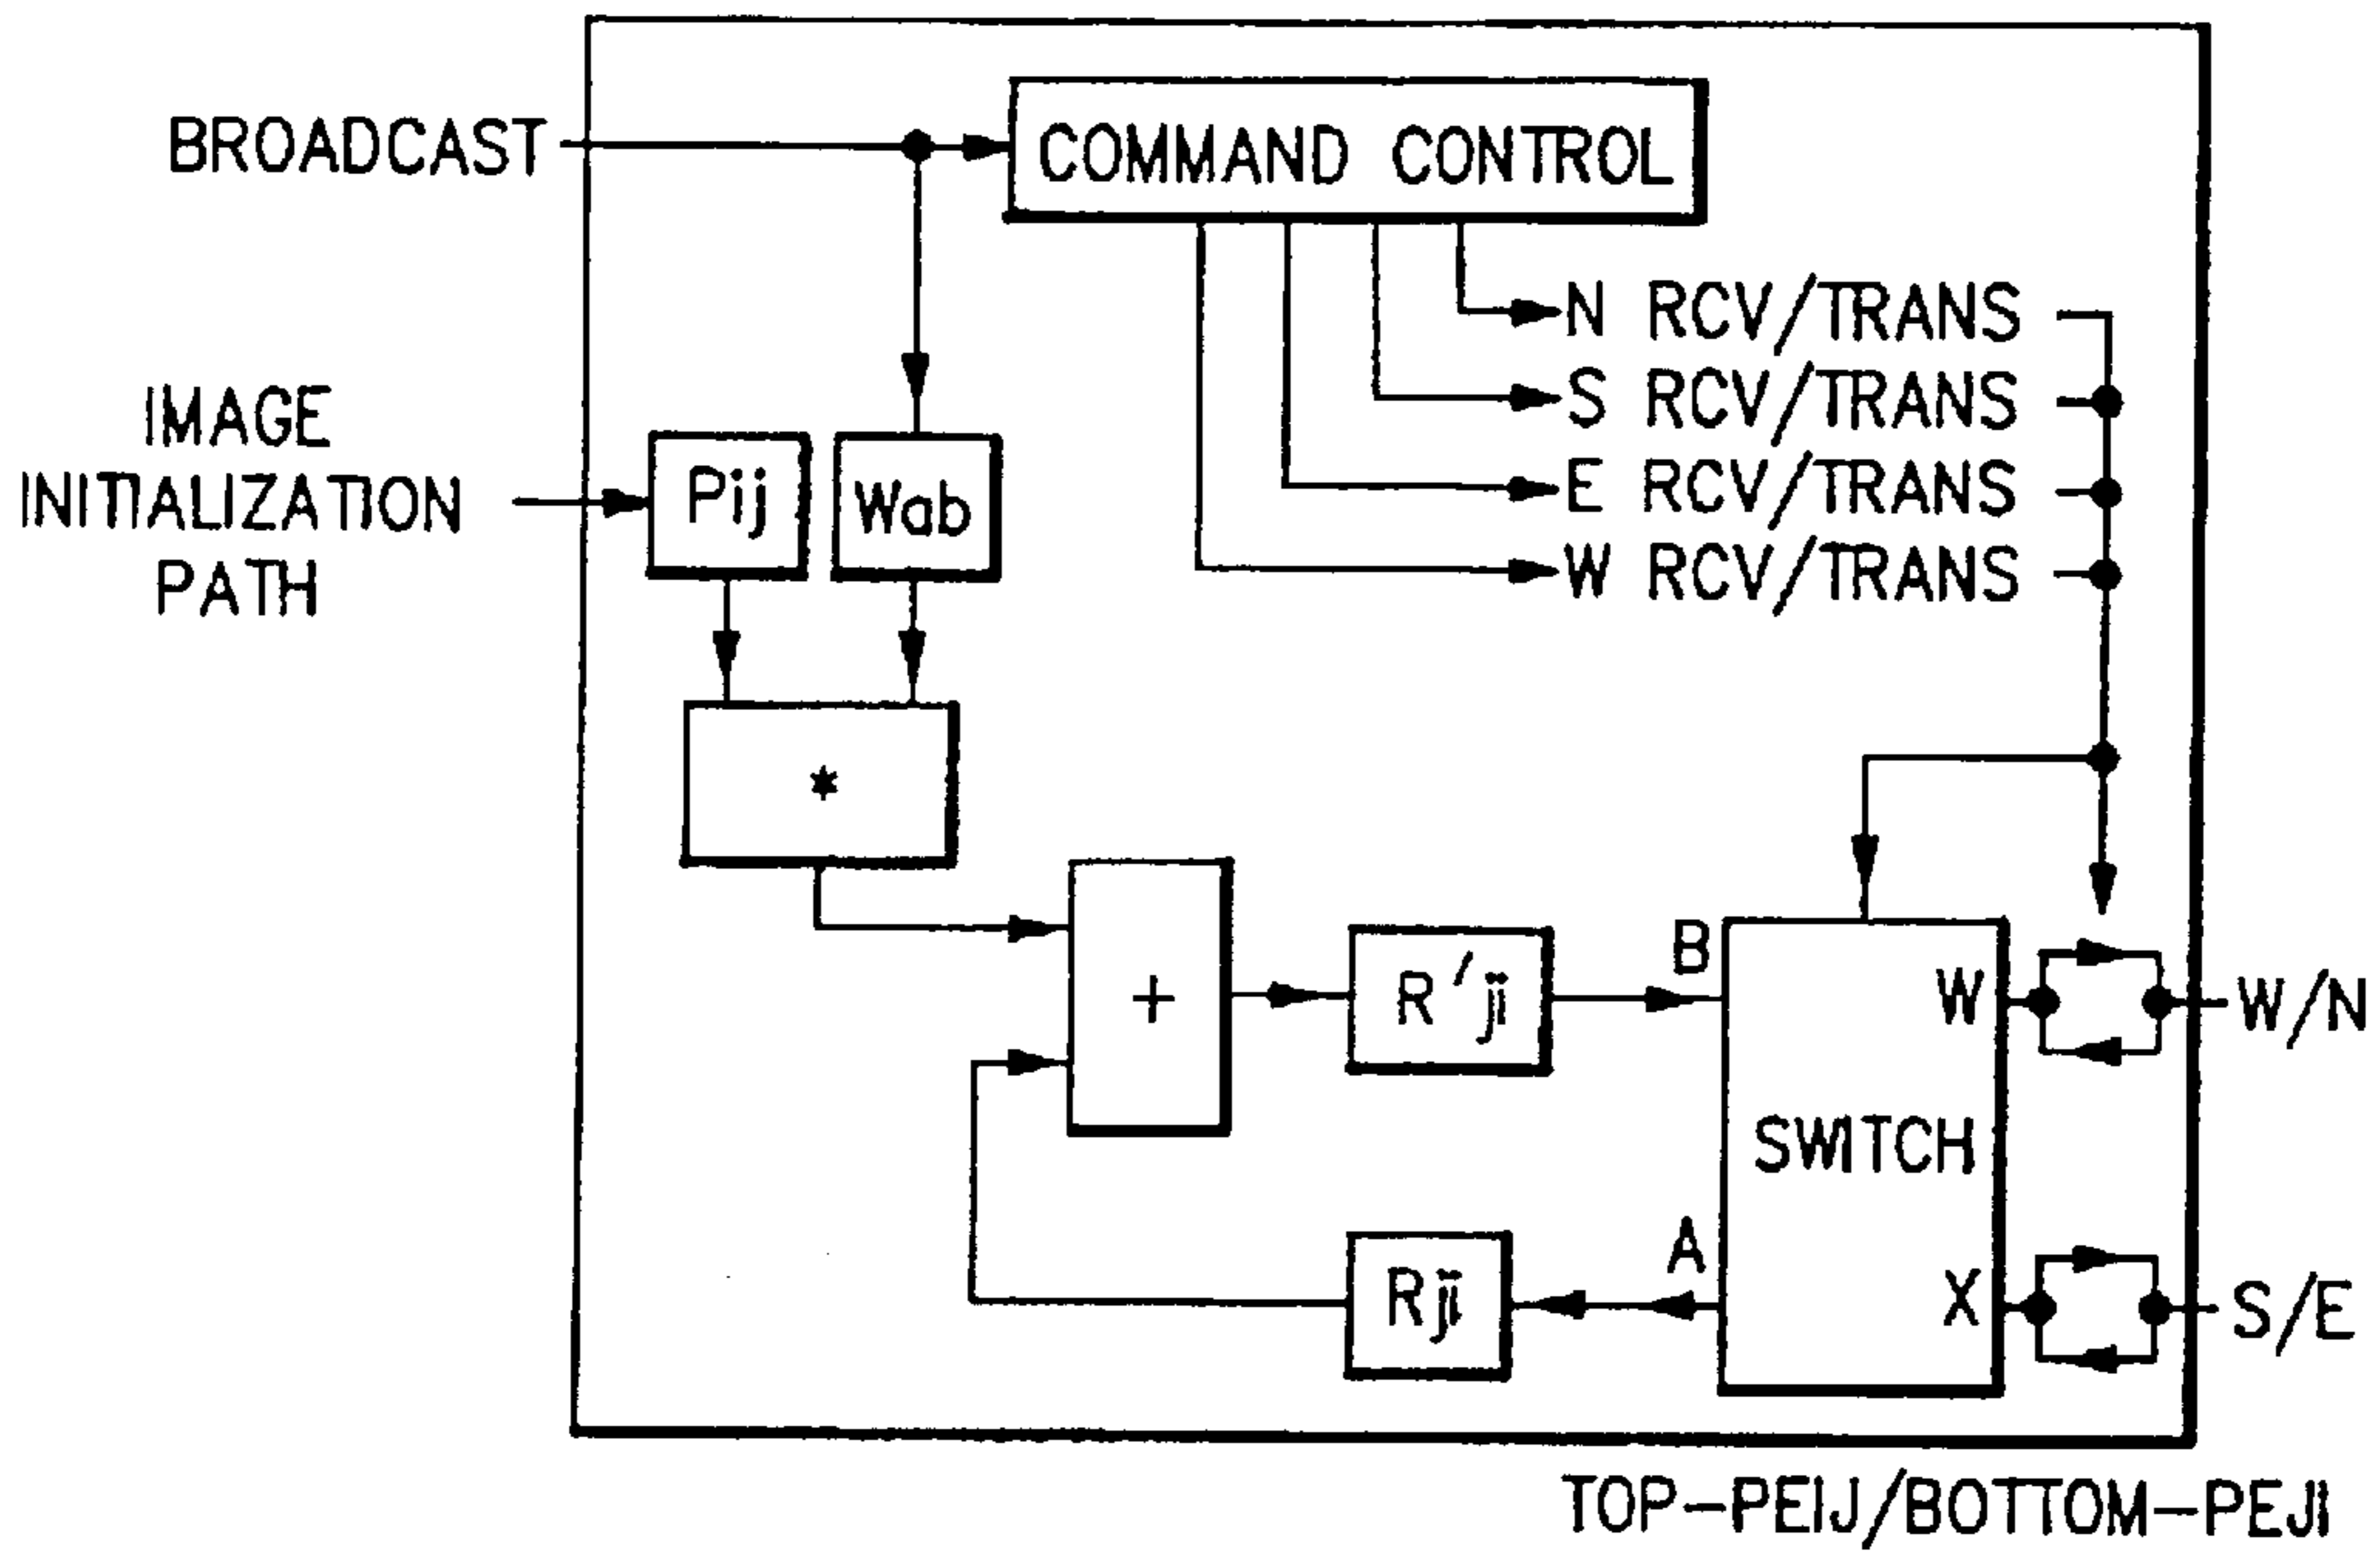 BROADCAST
COMMAND CONTROL
N RCV/TRANS
S RCV/TRANS
E RCV/TRANS
W RCV/TRANS
IMAGE
INITIALIZATION
PATH
Pij
Wab
*
+
R'ji
B
W
W/N
SWITCH
A
Rji
X
S/E
TOP-PEIJ/BOTTOM-PEJI